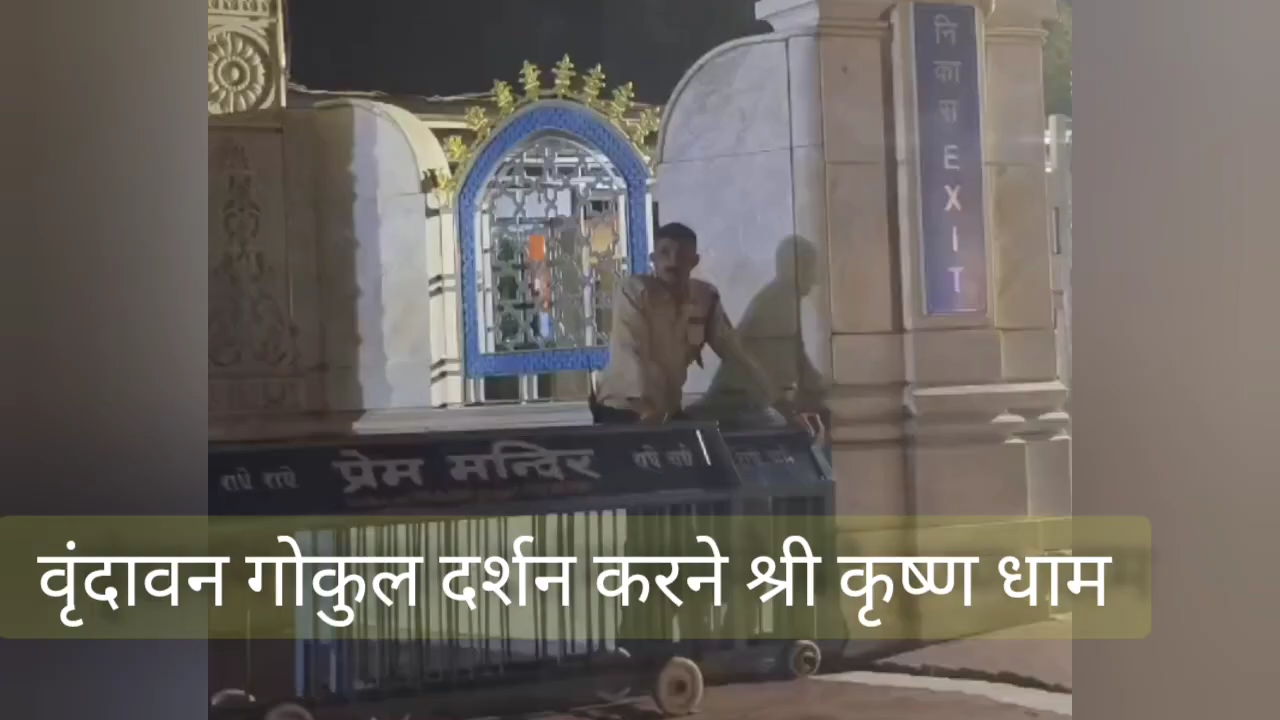 निकास EXIT
राधे राधे प्रेम मन्दिर राधे राधे
वृंदावन गोकुल दर्शन करने श्री कृष्ण धाम